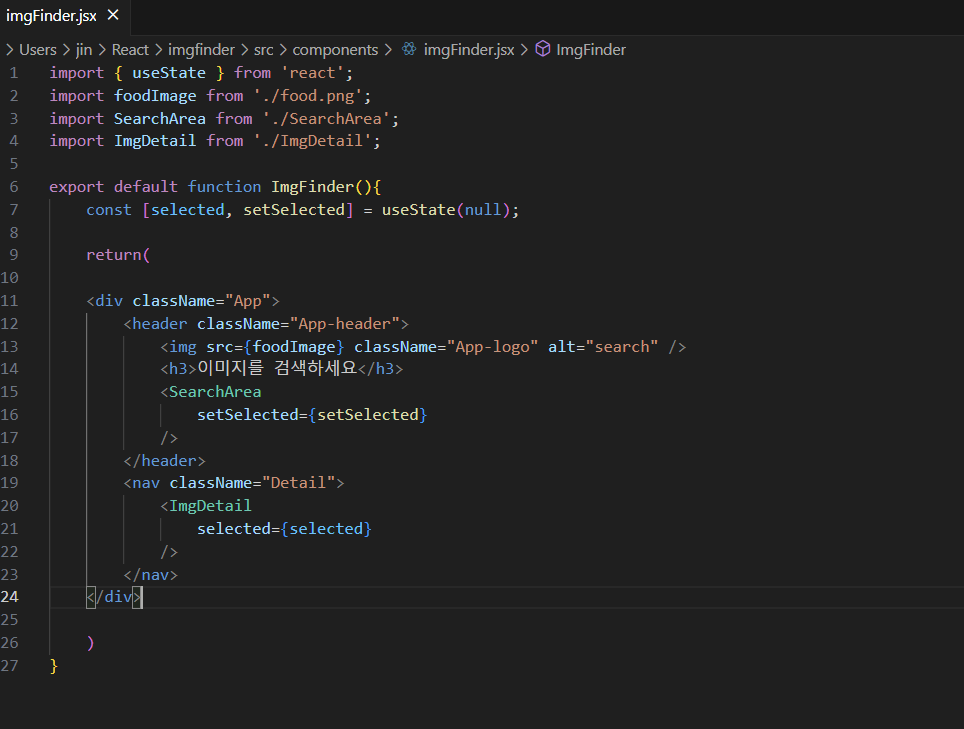 imgFinder.jsx
Users > jin > React > imgfinder > src > components > imgFinder.jsx > ImgFinder
1 import { useState } from 'react';
2 import foodImage from './food.png';
3 import SearchArea from './SearchArea';
4 import ImgDetail from './ImgDetail';
5
6 export default function ImgFinder(){
7 const [selected, setSelected] = useState(null);
8
9 return(
10
11 <div className="App">
12 <header className="App-header">
13 <img src={foodImage} className="App-logo" alt="search" />
14 <h3>이미지를 검색하세요</h3>
15 <SearchArea
16 setSelected={setSelected}
17 />
18 </header>
19 <nav className="Detail">
20 <ImgDetail
21 selected={selected}
22 />
23 </nav>
24 </div>
25
26 )
27 }